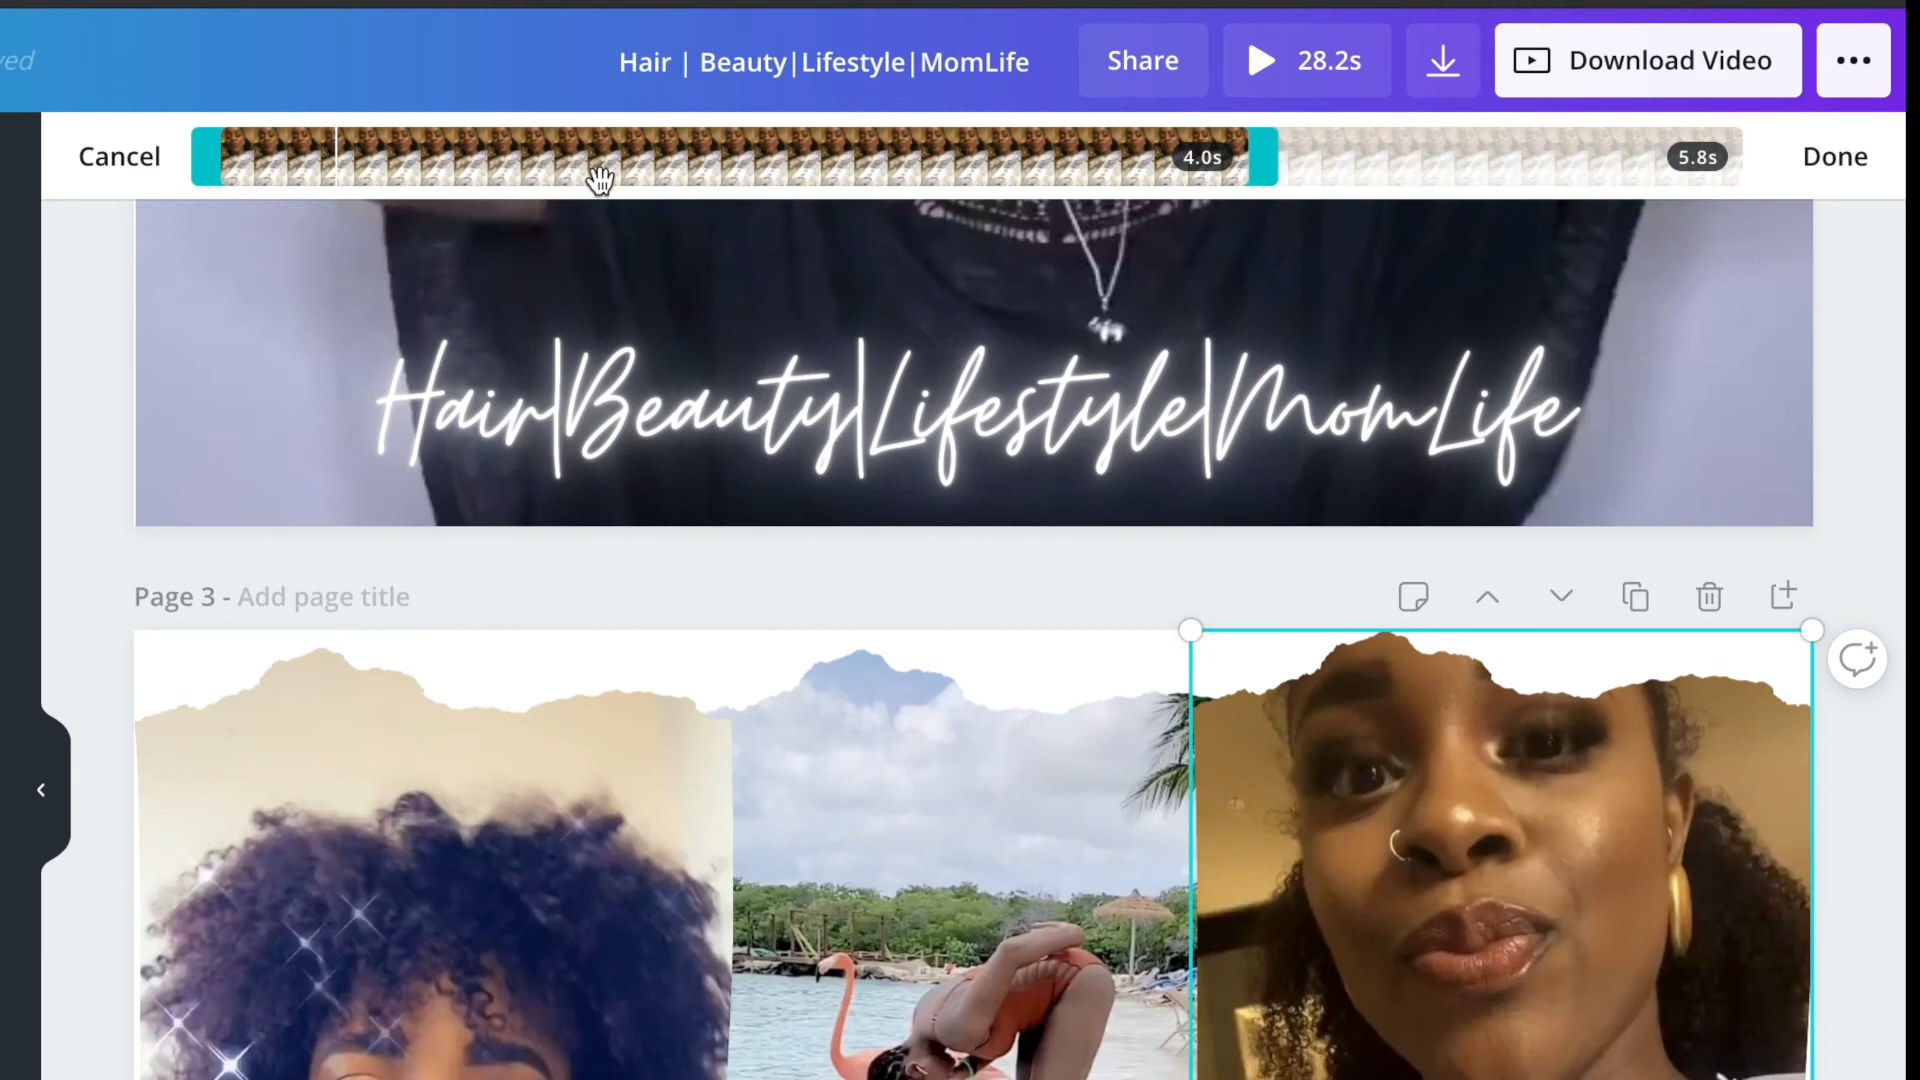 ved
Hair | Beauty|Lifestyle|MomLife
Share
28.2s
Download Video
Cancel
4.0s
5.8s
Done
Hair|Beauty|Lifestyle|MomLife
Page 3 - Add page title